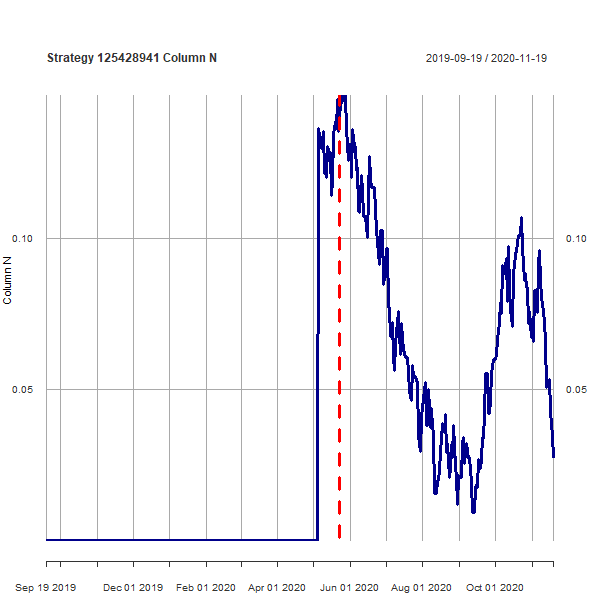 Strategy 125428941 Column N
2019-09-19 / 2020-11-19
Column N
0.10
0.10
0.05
0.05
Sep 19 2019
Dec 01 2019
Feb 01 2020
Apr 01 2020
Jun 01 2020
Aug 01 2020
Oct 01 2020